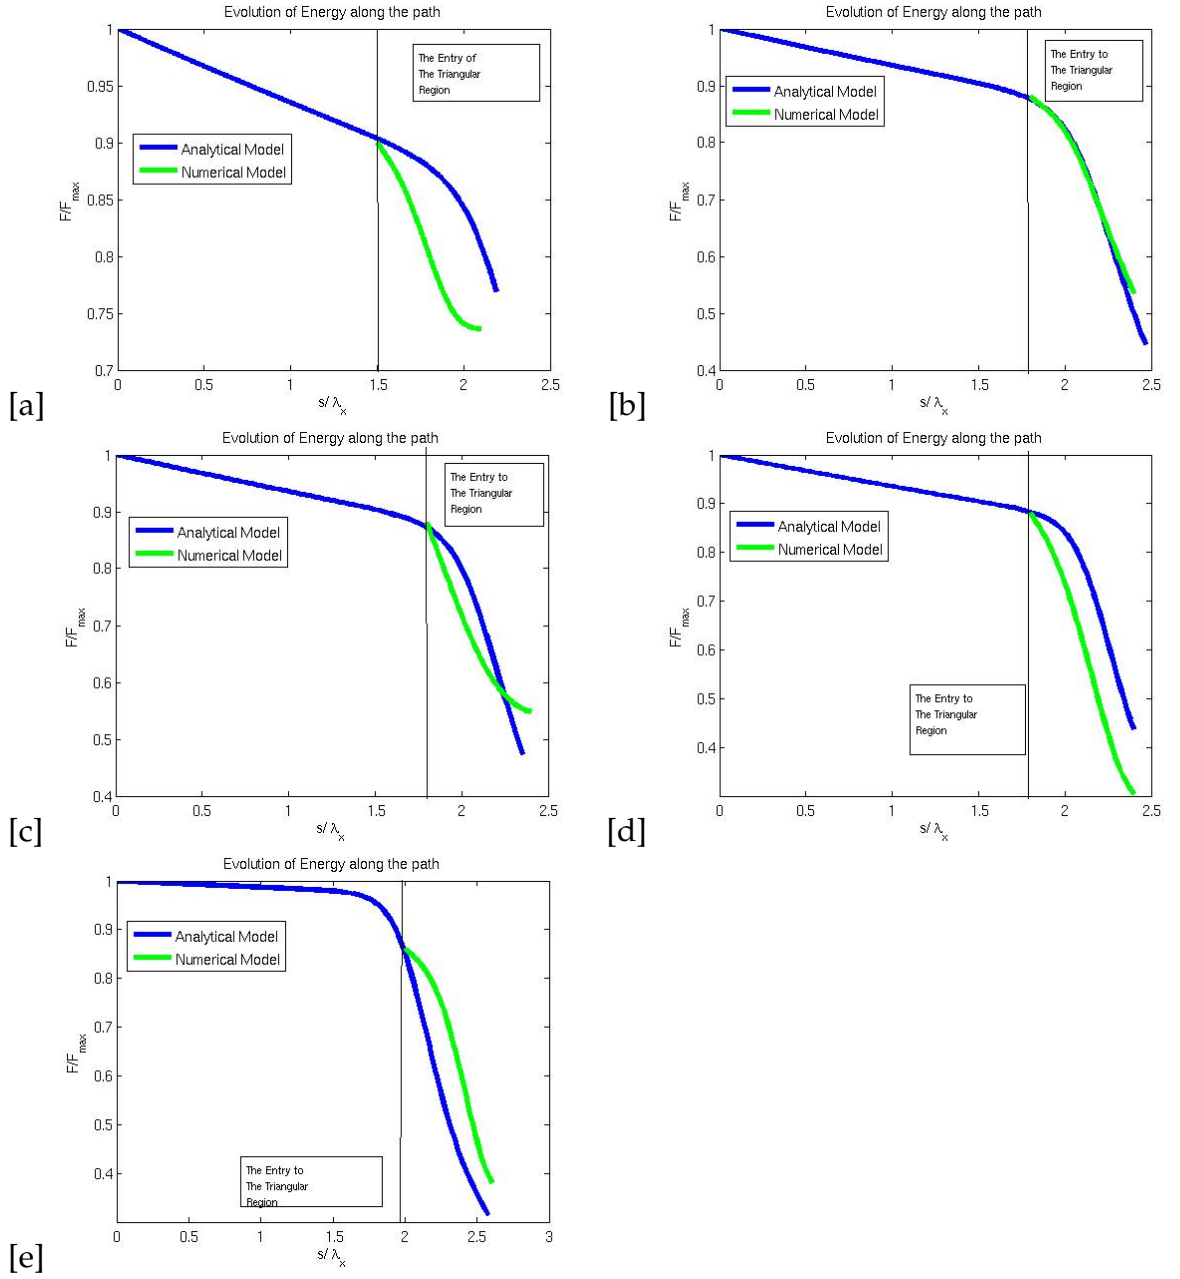 Evolution of Energy along the path
1
0.95
0.9
0.85
0.8
0.75
0.7
F/F_max
The Entry of
The Triangular
Region
Analytical Model
Numerical Model
0 0.5 1 1.5 2 2.5
s/ λ_x
[a]
Evolution of Energy along the path
1
0.9
0.8
0.7
0.6
0.5
0.4
F/F_max
The Entry to
The Triangular
Region
Analytical Model
Numerical Model
0 0.5 1 1.5 2 2.5
s/ λ_x
[b]
Evolution of Energy along the path
1
0.9
0.8
0.7
0.6
0.5
0.4
F/F_max
The Entry to
The Triangular
Region
Analytical Model
Numerical Model
0 0.5 1 1.5 2 2.5
s/ λ_x
[c]
Evolution of Energy along the path
1
0.9
0.8
0.7
0.6
0.5
0.4
F/F_max
Analytical Model
Numerical Model
The Entry to
The Triangular
Region
0 0.5 1 1.5 2 2.5
s/ λ_x
[d]
Evolution of Energy along the path
1
0.9
0.8
0.7
0.6
0.5
0.4
F/F_max
Analytical Model
Numerical Model
The Entry to
The Triangular
Region
0 0.5 1 1.5 2 2.5 3
s/ λ_x
[e]